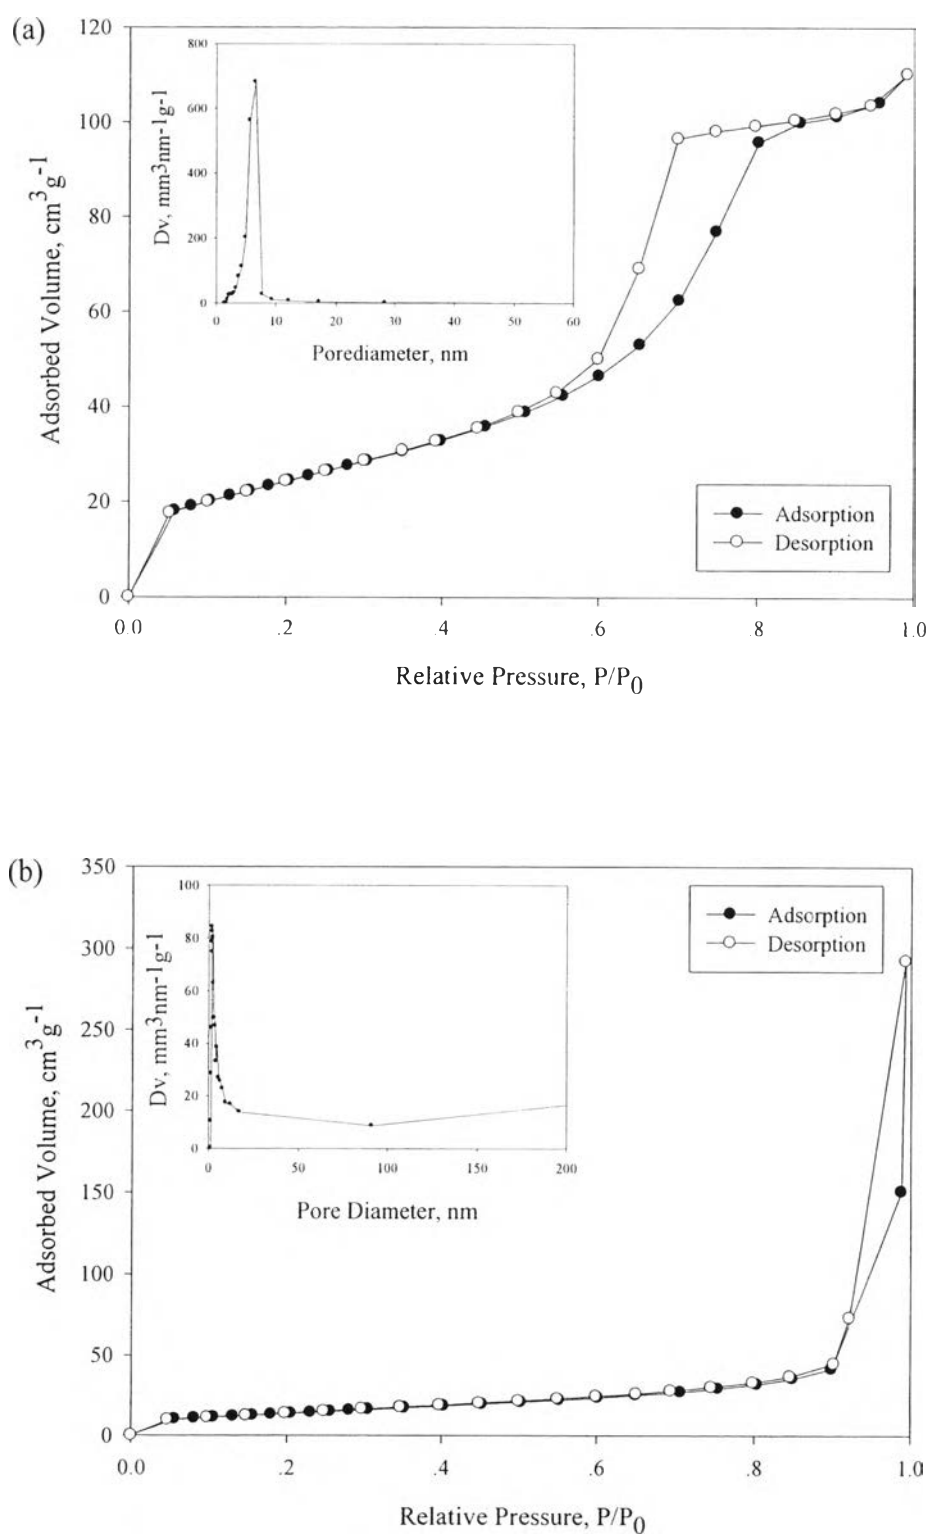 (a)
120
100
80
60
40
20
0
Adsorbed Volume, cm3g-1
800
600
400
200
0
Dv, mm3nm-1g-1
0 10 20 30 40 50 60
Porediameter, nm
Adsorption
Desorption
0.0 .2 .4 .6 .8 1.0
Relative Pressure, P/P0
(b)
350
300
250
200
150
100
50
0
Adsorbed Volume, cm3g-1
100
80
60
40
20
0
Dv, mm3nm-1g-1
0 50 100 150 200
Pore Diameter, nm
Adsorption
Desorption
0.0 .2 .4 .6 .8 1.0
Relative Pressure, P/P0